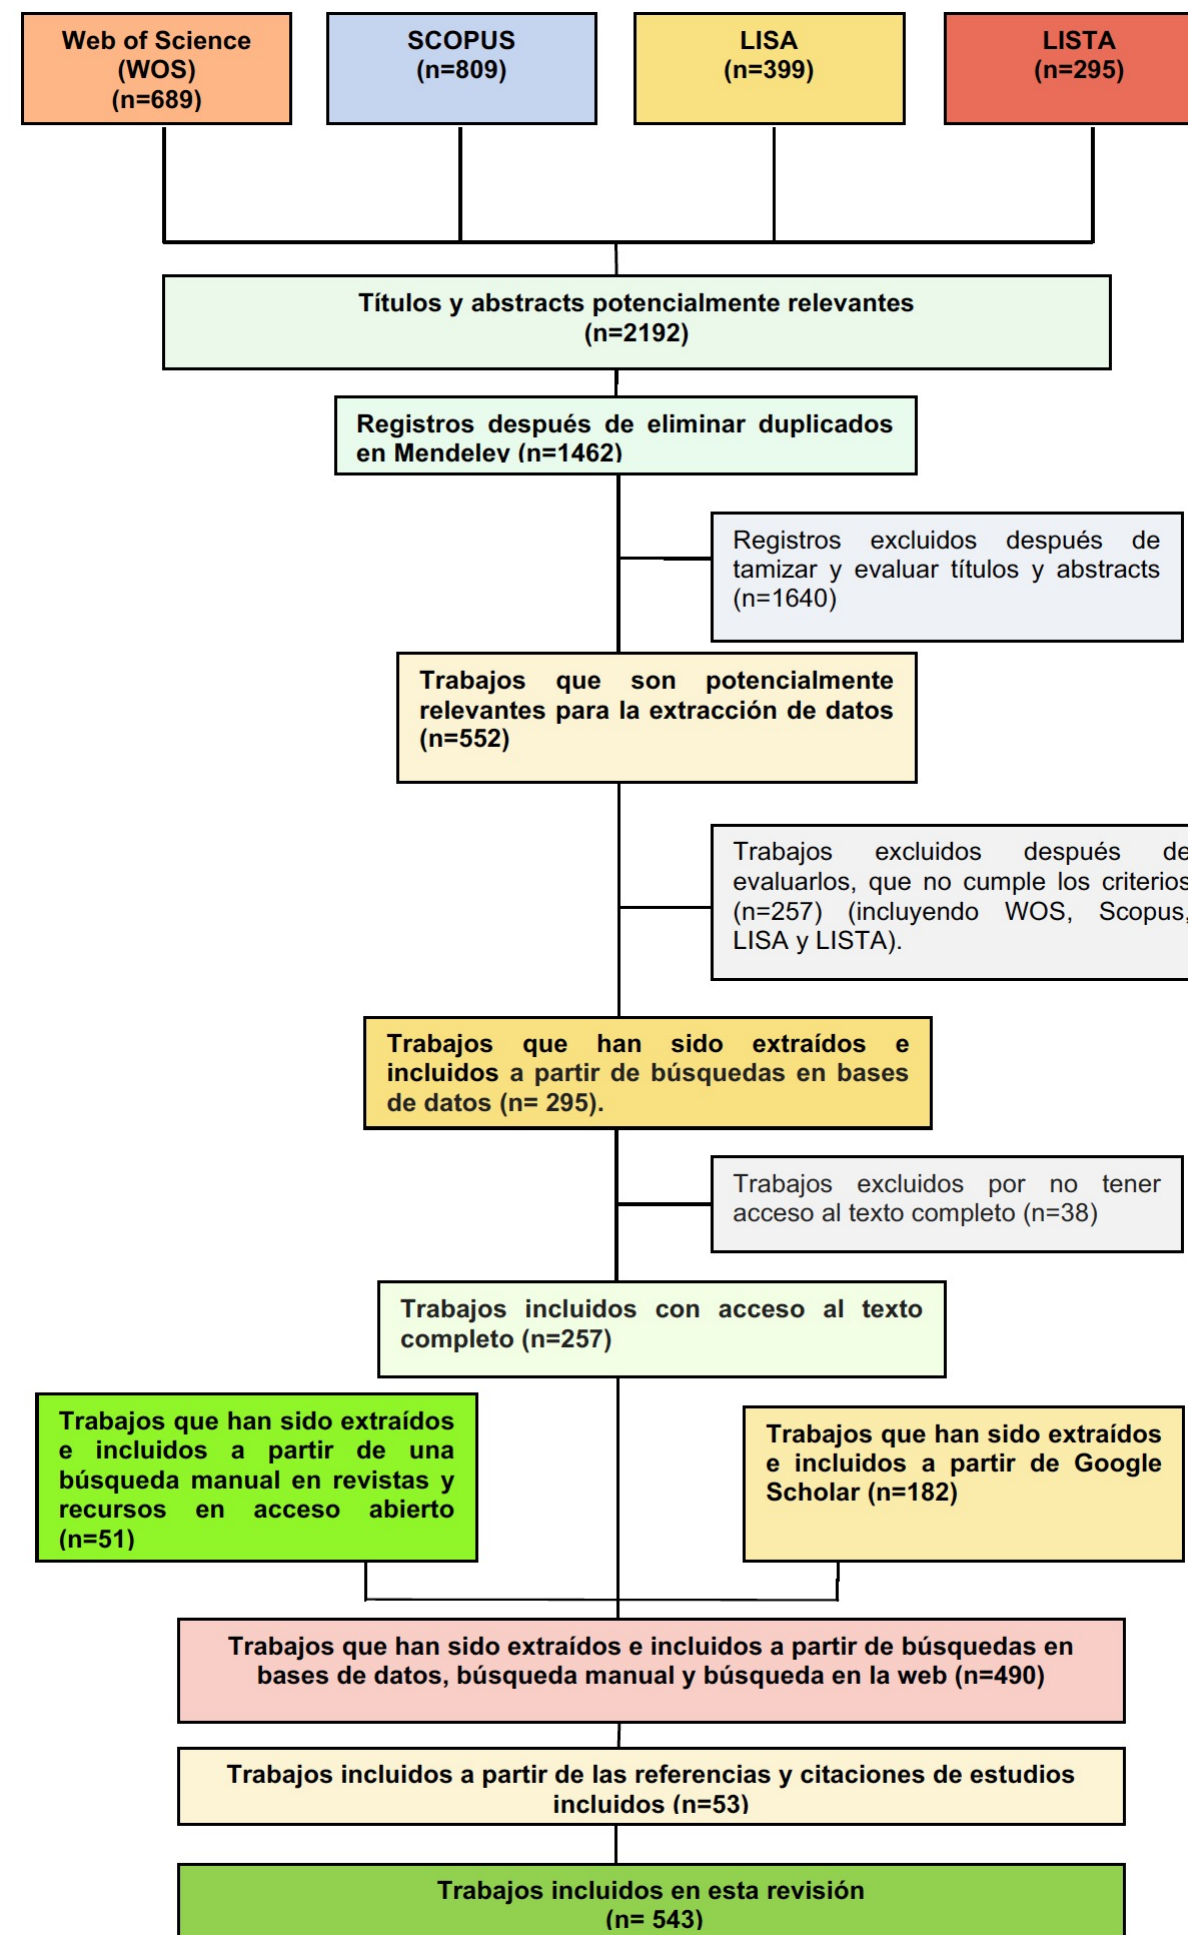 Web of Science
(WOS)
(n=689)
SCOPUS
(n=809)
LISA
(n=399)
LISTA
(n=295)
Títulos y abstracts potencialmente relevantes
(n=2192)
Registros después de eliminar duplicados
en Mendeley (n=1462)
Registros excluidos después de
tamizar y evaluar títulos y abstracts
(n=1640)
Trabajos que son potencialmente
relevantes para la extracción de datos
(n=552)
Trabajos excluidos después de
evaluarlos, que no cumple los criterios
(n=257) (incluyendo WOS, Scopus,
LISA y LISTA).
Trabajos que han sido extraídos e
incluidos a partir de búsquedas en bases
de datos (n= 295).
Trabajos excluidos por no tener
acceso al texto completo (n=38)
Trabajos incluidos con acceso al texto
completo (n=257)
Trabajos que han sido extraídos
e incluidos a partir de una
búsqueda manual en revistas y
recursos en acceso abierto
(n=51)
Trabajos que han sido extraídos
e incluidos a partir de Google
Scholar (n=182)
Trabajos que han sido extraídos e incluidos a partir de búsquedas en
bases de datos, búsqueda manual y búsqueda en la web (n=490)
Trabajos incluidos a partir de las referencias y citaciones de estudios
incluidos (n=53)
Trabajos incluidos en esta revisión
(n= 543)